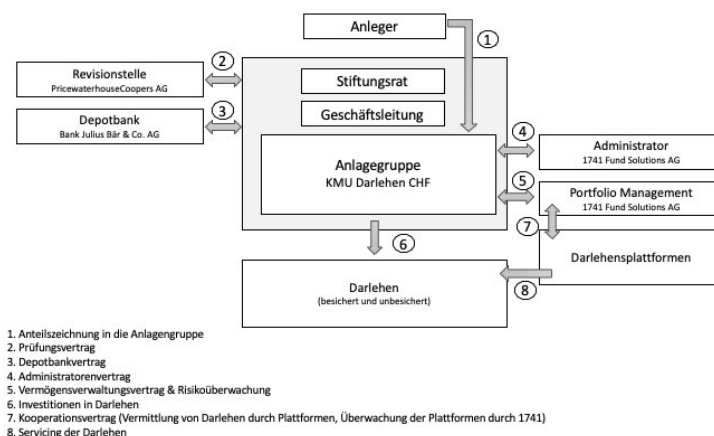 Anleger
1
2
Revisionstelle
PricewaterhouseCoopers AG
Stiftungsrat
3
Depotbank
Bank Julius Bär & Co. AG
Geschäftsleitung
4
Anlagegruppe
KMU Darlehen CHF
Administrator
1741 Fund Solutions AG
5
Portfolio Management
1741 Fund Solutions AG
7
6
Darlehensplattformen
Darlehen
(besichert und unbesichert)
8
1. Anteilszeichnung in die Anlagengruppe
2. Prüfungsvertrag
3. Depotbankvertrag
4. Administratorenvertrag
5. Vermögensverwaltungsvertrag & Risikoüberwachung
6. Investitionen in Darlehen
7. Kooperationsvertrag (Vermittlung von Darlehen durch Plattformen, Überwachung der Plattformen durch 1741)
8. Servicing der Darlehen